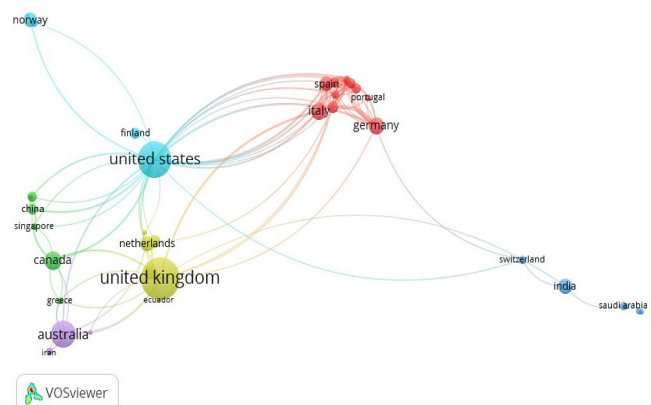 norway
spain
portugal
italy
germany
finland
united states
china
singapore
netherlands
canada
switzerland
united kingdom
india
greece
ecuador
saudi arabia
australia
iran
VOSviewer